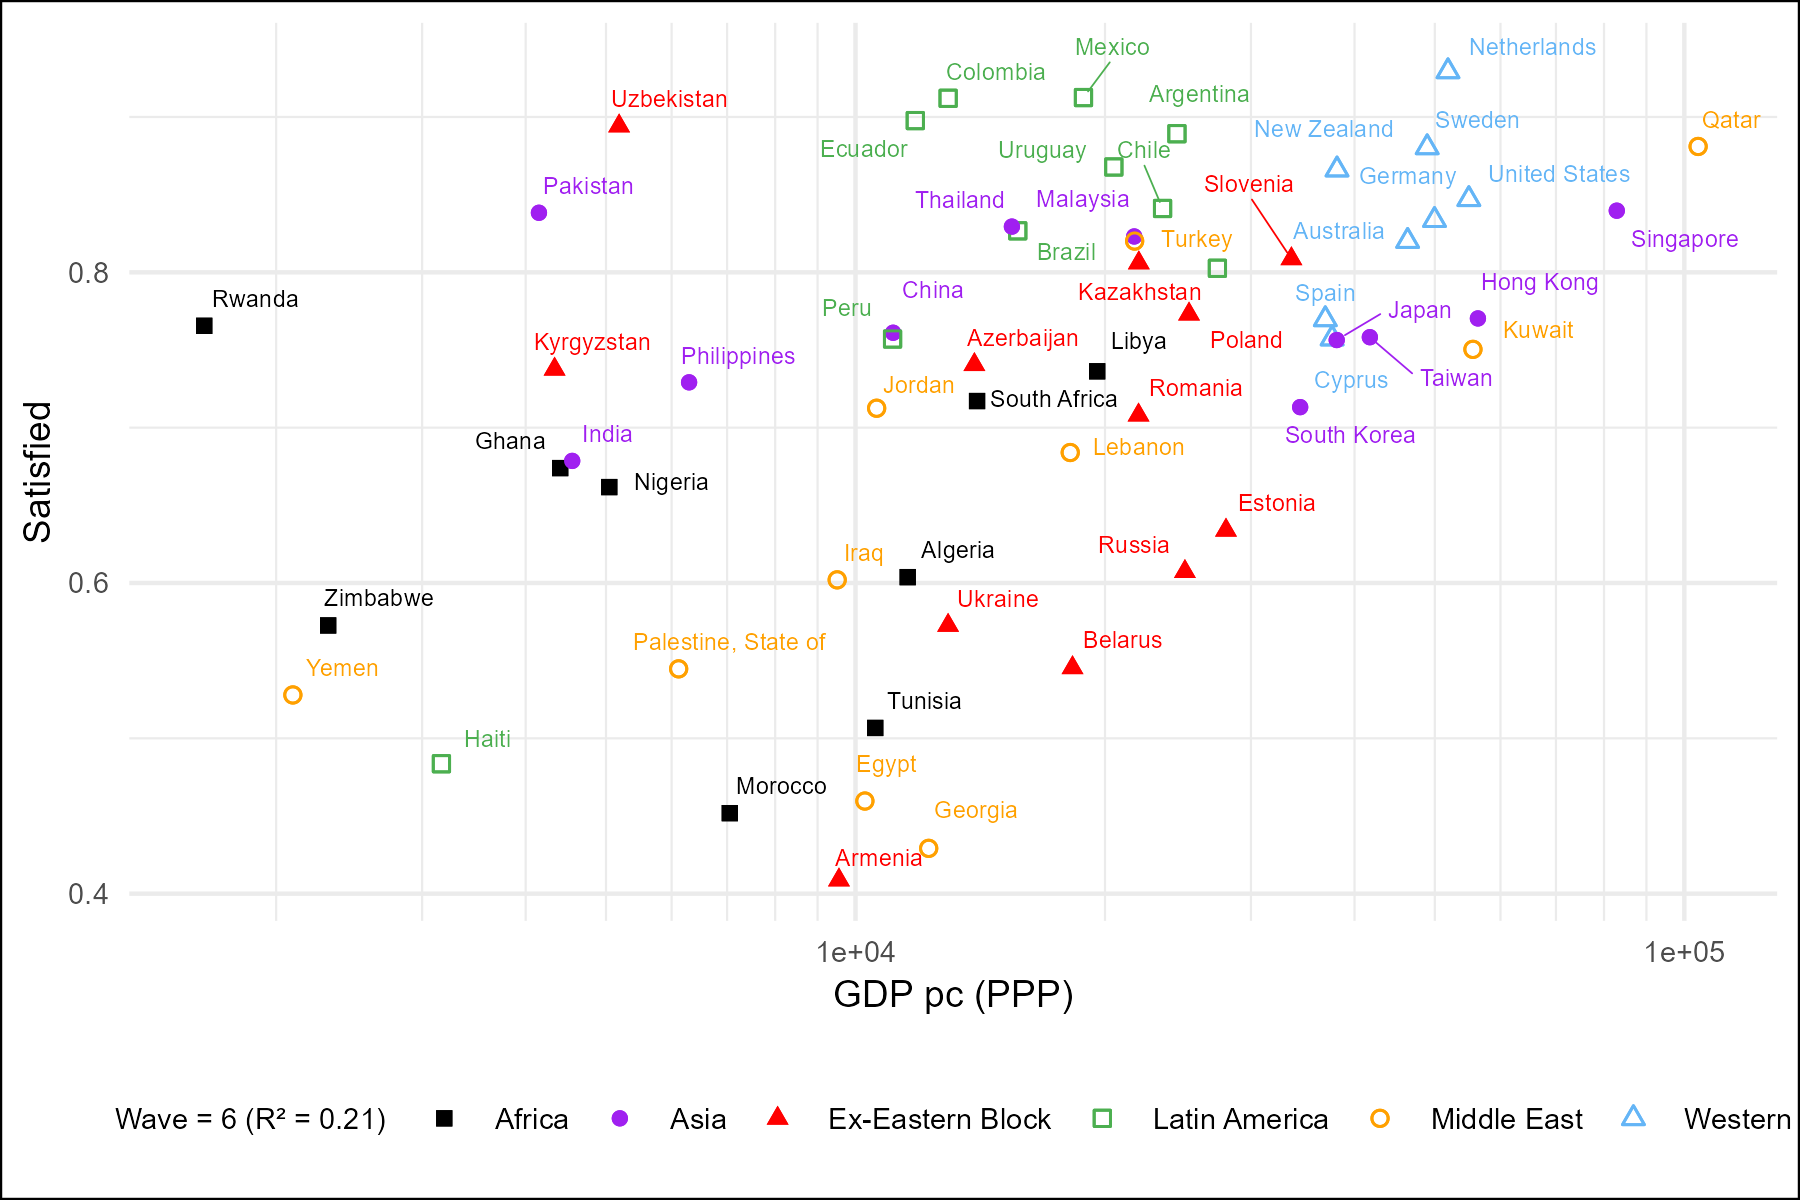 Mexico
Netherlands
Colombia
Uzbekistan
Argentina
New Zealand
Sweden
Qatar
Ecuador
Uruguay
Chile
Pakistan
Thailand
Malaysia
Slovenia
Germany
United States
Brazil
Turkey
Australia
Singapore
0.8
Rwanda
China
Kazakhstan
Spain
Hong Kong
Peru
Japan
Kyrgyzstan
Philippines
Azerbaijan
Libya
Poland
Kuwait
Jordan
South Africa
Romania
Cyprus
Taiwan
Ghana
India
Lebanon
South Korea
Nigeria
Satisfied
Estonia
Iraq
Algeria
Russia
0.6
Zimbabwe
Ukraine
Yemen
Palestine, State of
Belarus
Tunisia
Haiti
Morocco
Egypt
Georgia
Armenia
0.4
1e+04
1e+05
GDP pc (PPP)
Wave = 6 (R² = 0.21) Africa Asia Ex-Eastern Block Latin America Middle East Western